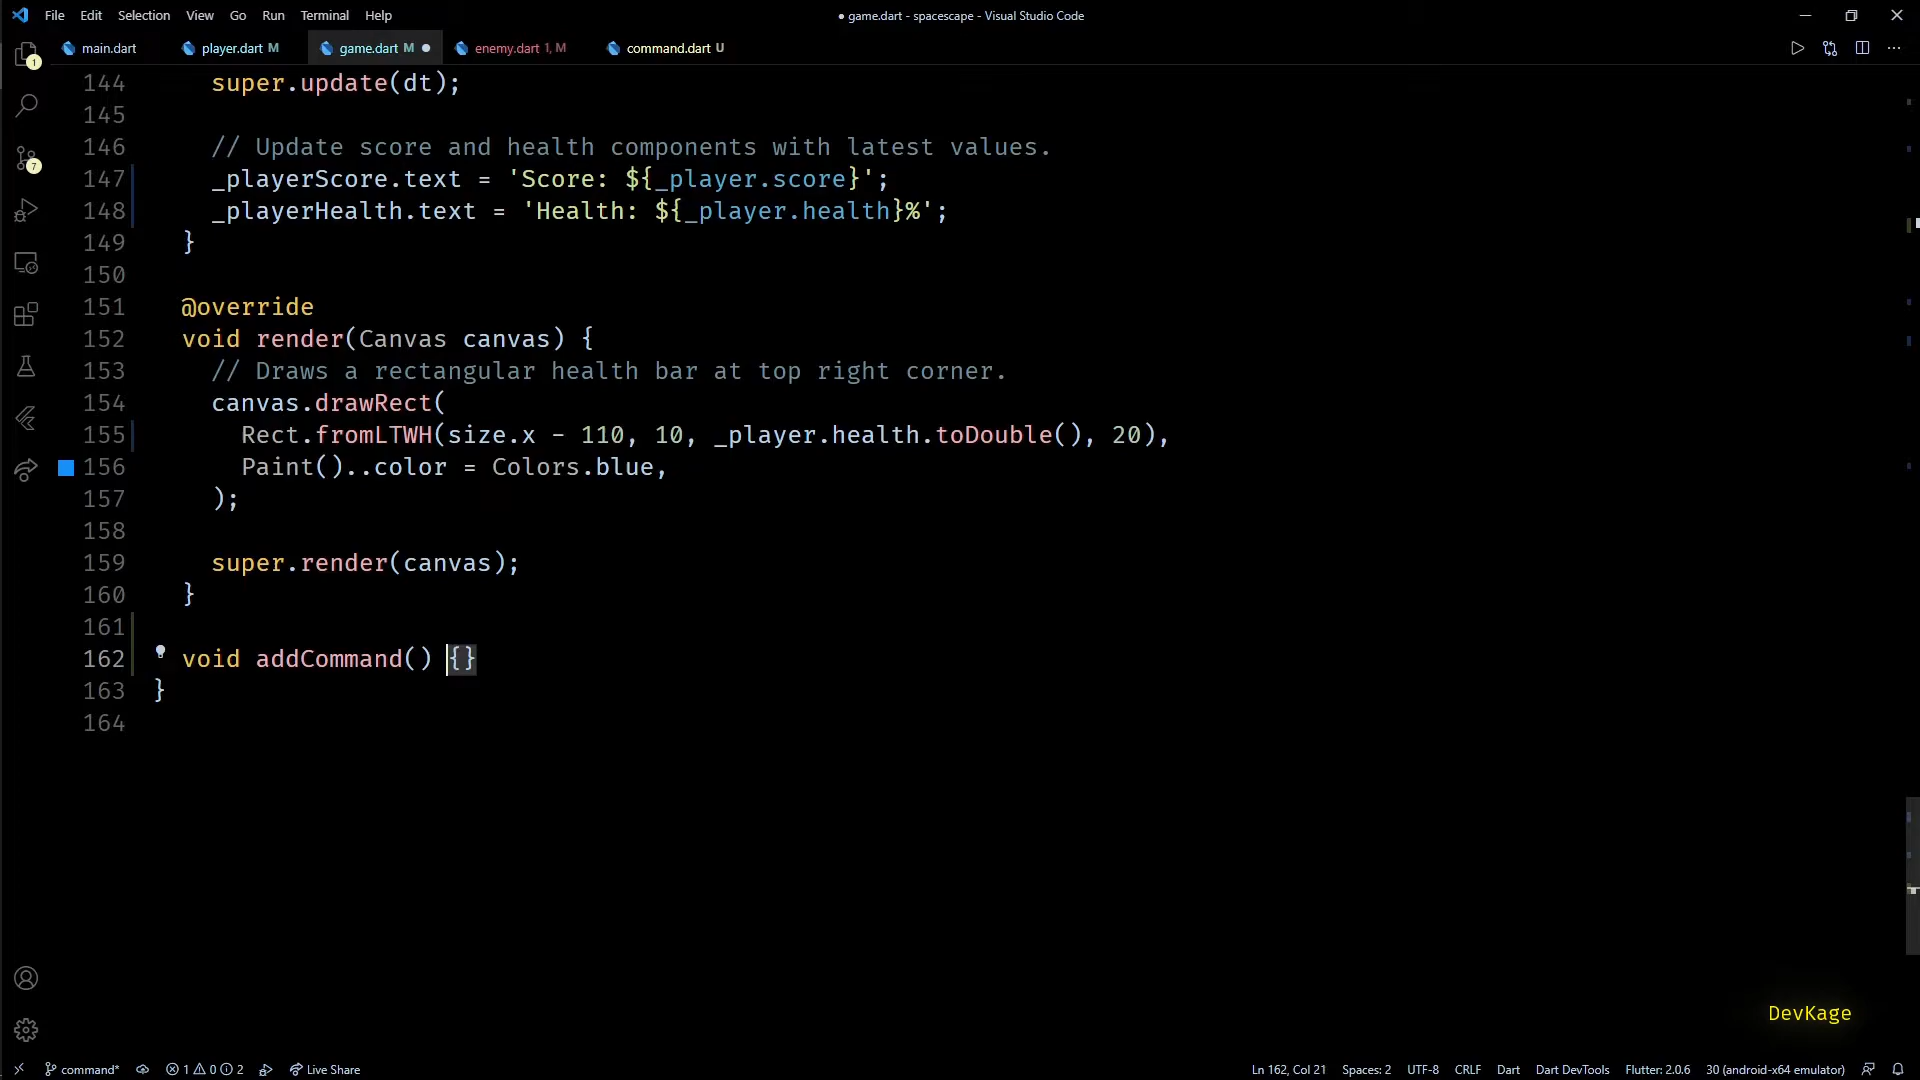 File Edit Selection View Go Run Terminal Help
● game.dart - spacescape - Visual Studio Code
main.dart player.dart M game.dart M ● enemy.dart 1, M command.dart U
1
7
144 super.update(dt);
145
146 // Update score and health components with latest values.
147 _playerScore.text = 'Score: ${_player.score}';
148 _playerHealth.text = 'Health: ${_player.health}%';
149 }
150
151 @override
152 void render(Canvas canvas) {
153 // Draws a rectangular health bar at top right corner.
154 canvas.drawRect(
155 Rect.fromLTWH(size.x - 110, 10, _player.health.toDouble(), 20),
156 Paint()..color = Colors.blue,
157 );
158
159 super.render(canvas);
160 }
161
162 void addCommand() {}
163 }
164
DevKage
command* 1 0 2 Live Share Ln 162, Col 21 Spaces: 2 UTF-8 CRLF Dart Dart DevTools Flutter: 2.0.6 30 (android-x64 emulator)